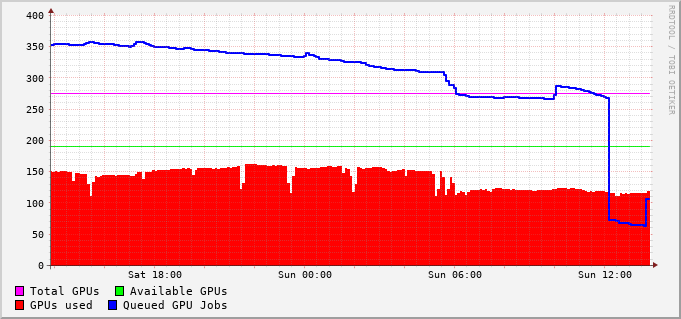 400
350
300
250
200
150
100
50
0
Sat 18:00 Sun 00:00 Sun 06:00 Sun 12:00
Total GPUs Available GPUs
GPUs used Queued GPU Jobs
RRDTOOL / TOBI OETIKER